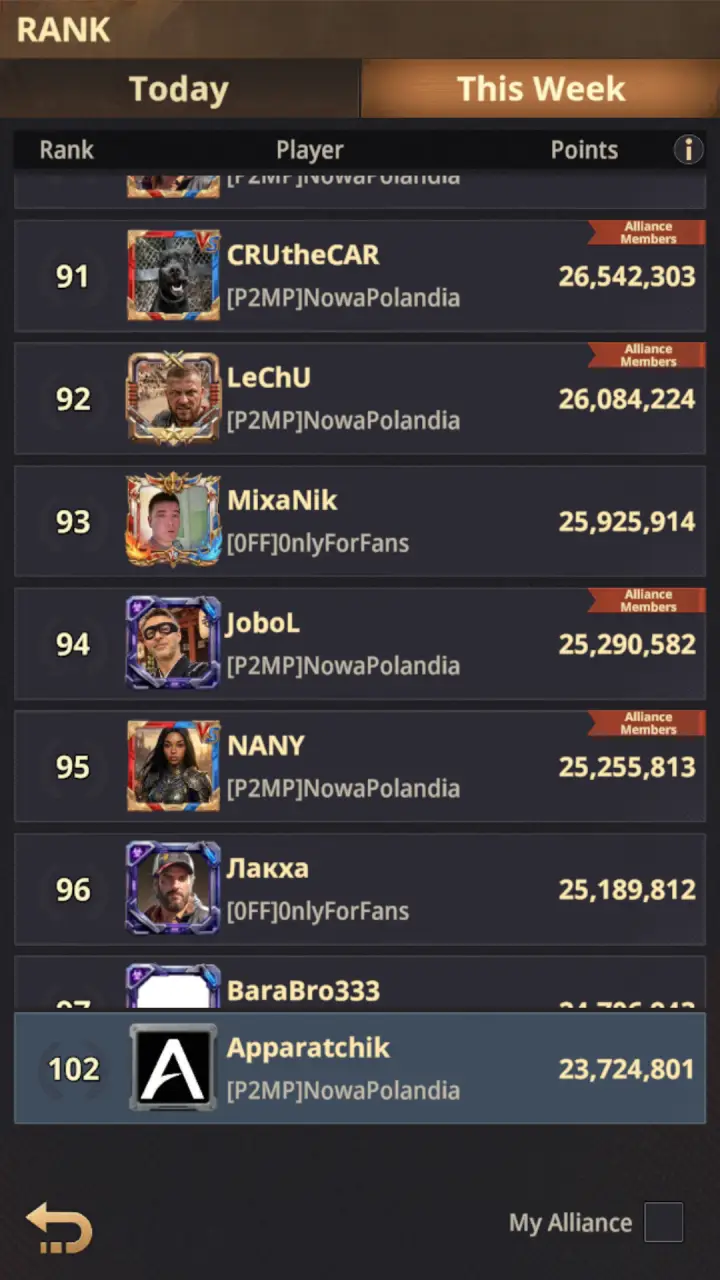 RANK
Today
This Week
Rank
Player
Points
[P2MP]NowaPolandia
Alliance
Members
91
CRUtheCAR
[P2MP]NowaPolandia
26,542,303
Alliance
Members
92
LeChU
[P2MP]NowaPolandia
26,084,224
93
MixaNik
[0FF]0nlyForFans
25,925,914
Alliance
Members
94
JoboL
[P2MP]NowaPolandia
25,290,582
Alliance
Members
95
NANY
[P2MP]NowaPolandia
25,255,813
96
Лакха
[0FF]0nlyForFans
25,189,812
97
BaraBro333
102
Apparatchik
[P2MP]NowaPolandia
23,724,801
My Alliance